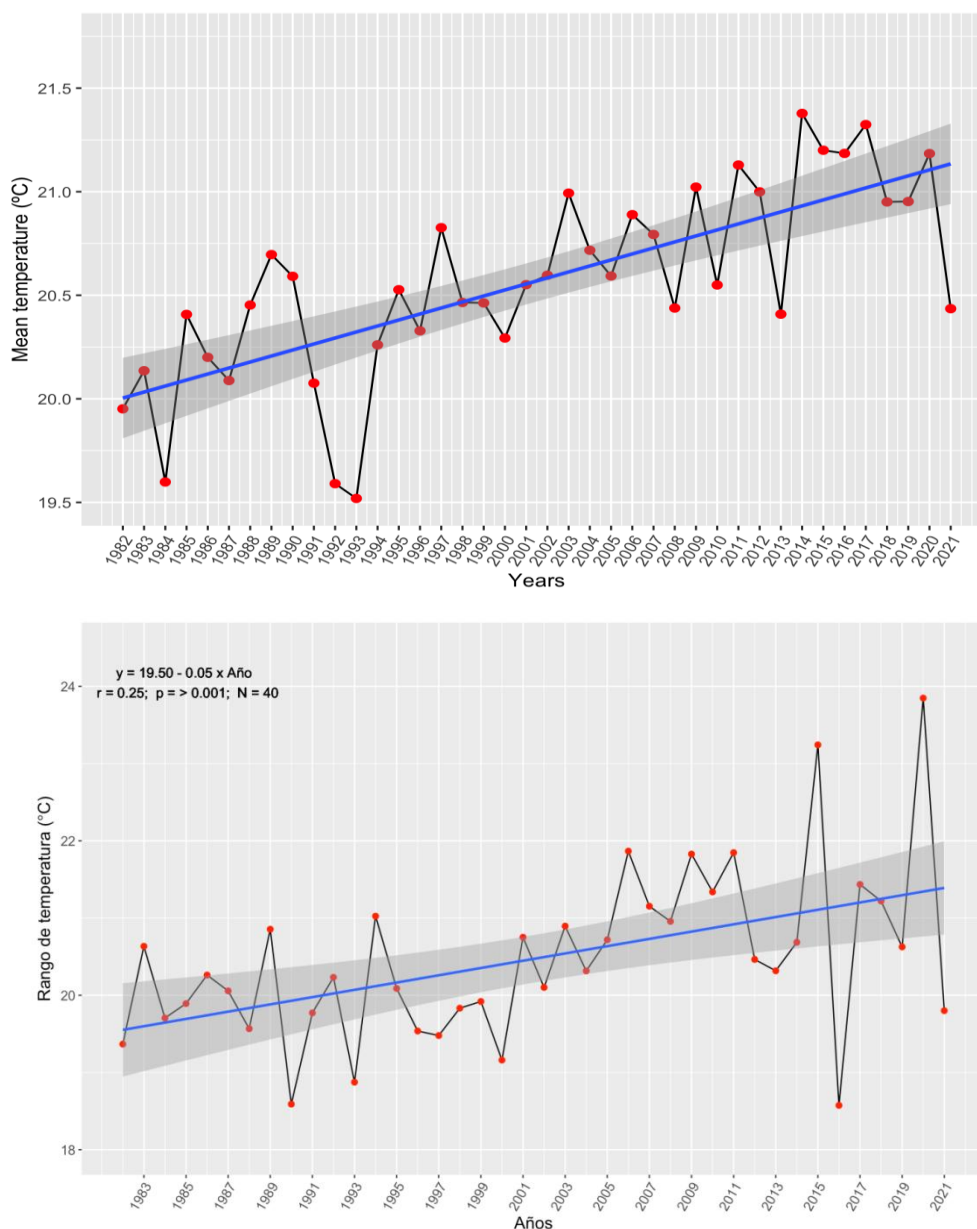 21.5
21.0
20.5
20.0
19.5
Mean temperature (ºC)
1982 1983 1984 1985 1986 1987 1988 1989 1990 1991 1992 1993 1994 1995 1996 1997 1998 1999 2000 2001 2002 2003 2004 2005 2006 2007 2008 2009 2010 2011 2012 2013 2014 2015 2016 2017 2018 2019 2020 2021
Years
y = 19.50 - 0.05 x Año
r = 0.25; p = > 0.001; N = 40
24
22
20
18
Rango de temperatura (°C)
1983 1985 1987 1989 1991 1993 1995 1997 1999 2001 2003 2005 2007 2009 2011 2013 2015 2017 2019 2021
Años